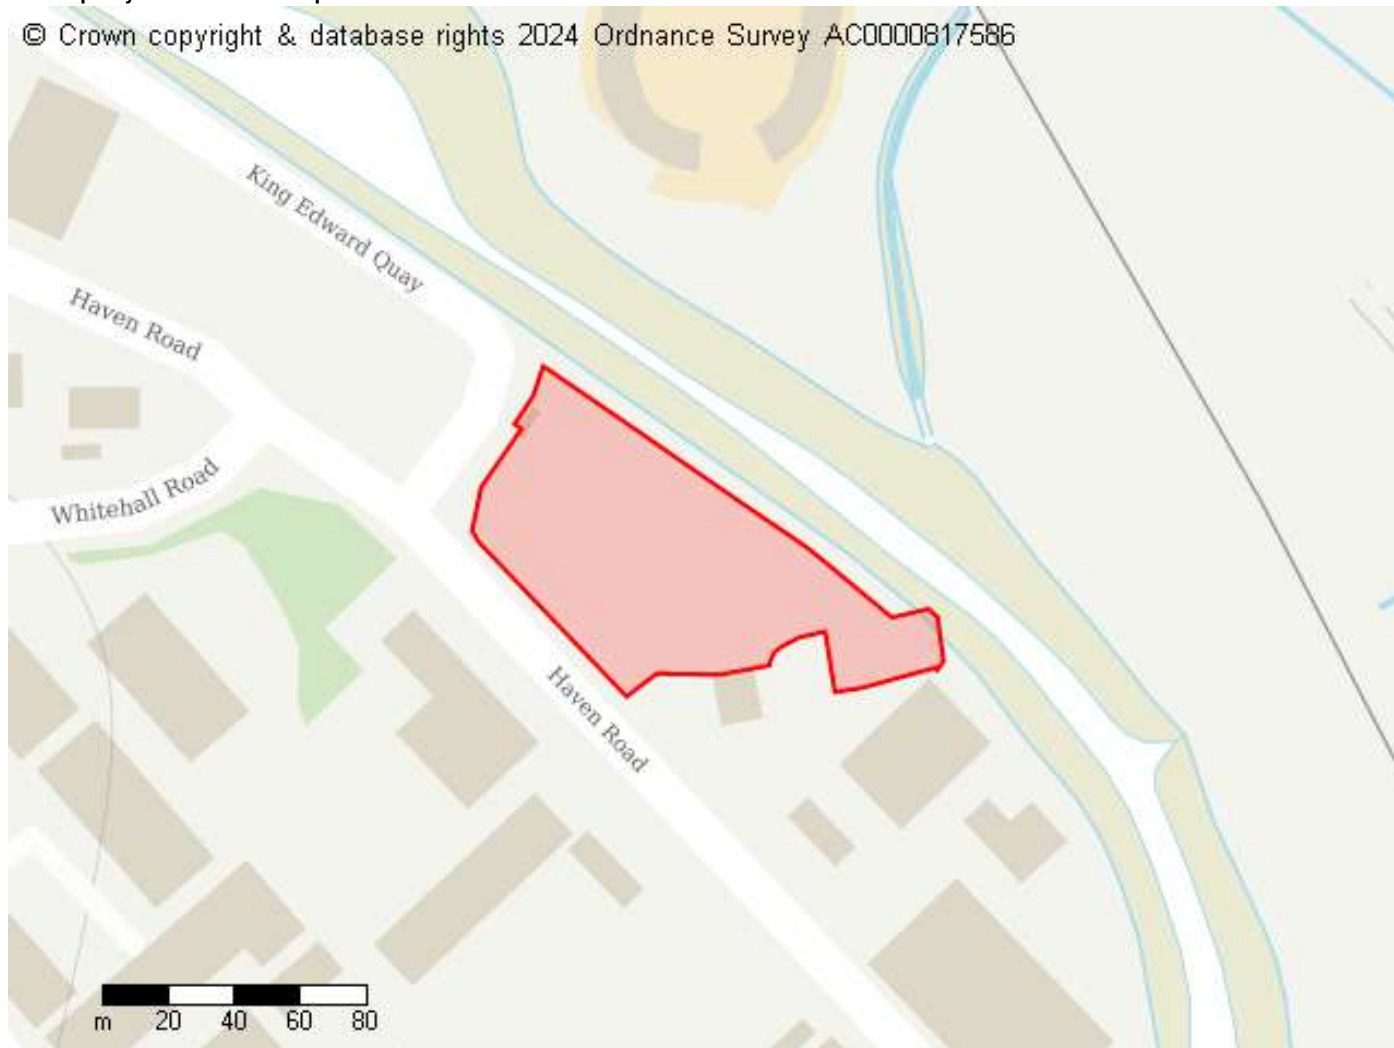 © Crown copyright & database rights 2024 Ordnance Survey AC0000817586
King Edward Quay
Haven Road
Whitehall Road
Haven Road
m 20 40 60 80